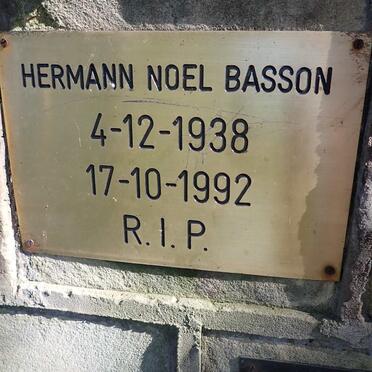 HERMANN NOEL BASSON
4-12-1938
17-10-1992
R.I.P.